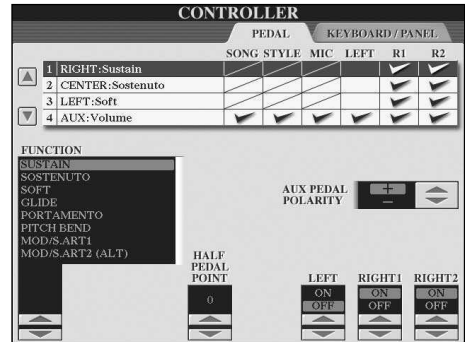 CONTROLLER
PEDAL KEYBOARD / PANEL
SONG STYLE MIC LEFT R1 R2
1 RIGHT:Sustain
2 CENTER:Sostenuto
3 LEFT:Soft
4 AUX:Volume
FUNCTION
SUSTAIN
SOSTENUTO
SOFT
GLIDE
PORTAMENTO
PITCH BEND
MOD/S.ART1
MOD/S.ART2 (ALT)
AUX PEDAL
POLARITY
+
−
HALF
PEDAL
POINT
0
LEFT RIGHT1 RIGHT2
ON ON ON
OFF OFF OFF